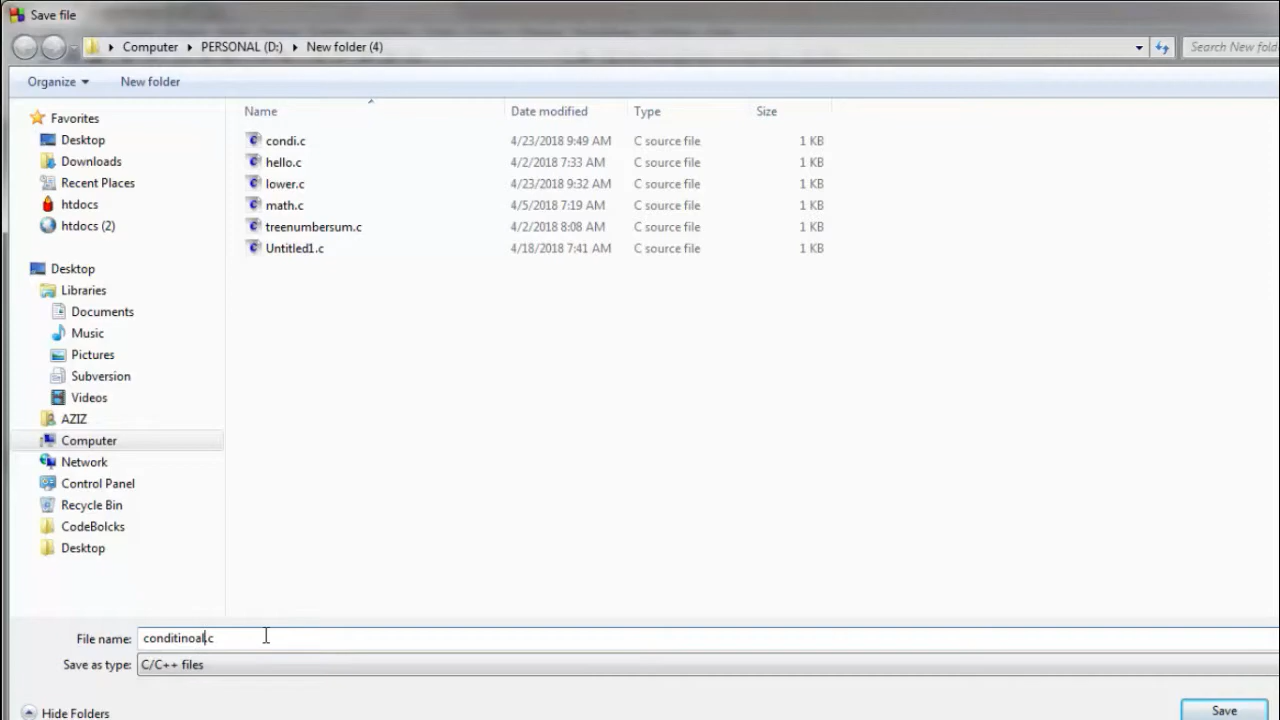 Save file
Computer PERSONAL (D:) New folder (4) Search New fold
Organize New folder
Name Date modified Type Size
condi.c 4/23/2018 9:49 AM C source file 1 KB
hello.c 4/2/2018 7:33 AM C source file 1 KB
lower.c 4/23/2018 9:32 AM C source file 1 KB
math.c 4/5/2018 7:19 AM C source file 1 KB
treenumbersum.c 4/2/2018 8:08 AM C source file 1 KB
Untitled1.c 4/18/2018 7:41 AM C source file 1 KB
Favorites
Desktop
Downloads
Recent Places
htdocs
htdocs (2)
Desktop
Libraries
Documents
Music
Pictures
Subversion
Videos
AZIZ
Computer
Network
Control Panel
Recycle Bin
CodeBolcks
Desktop
File name: conditinoal.c
Save as type: C/C++ files
Hide Folders Save